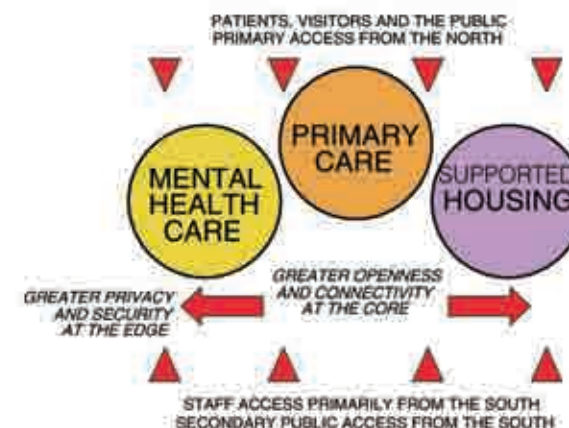 PATIENTS, VISITORS AND THE PUBLIC
PRIMARY ACCESS FROM THE NORTH
PRIMARY
CARE
MENTAL
HEALTH
CARE
SUPPORTED
HOUSING
GREATER OPENNESS
AND CONNECTIVITY
AT THE CORE
GREATER PRIVACY
AND SECURITY
AT THE EDGE
STAFF ACCESS PRIMARILY FROM THE SOUTH
SECONDARY PUBLIC ACCESS FROM THE SOUTH